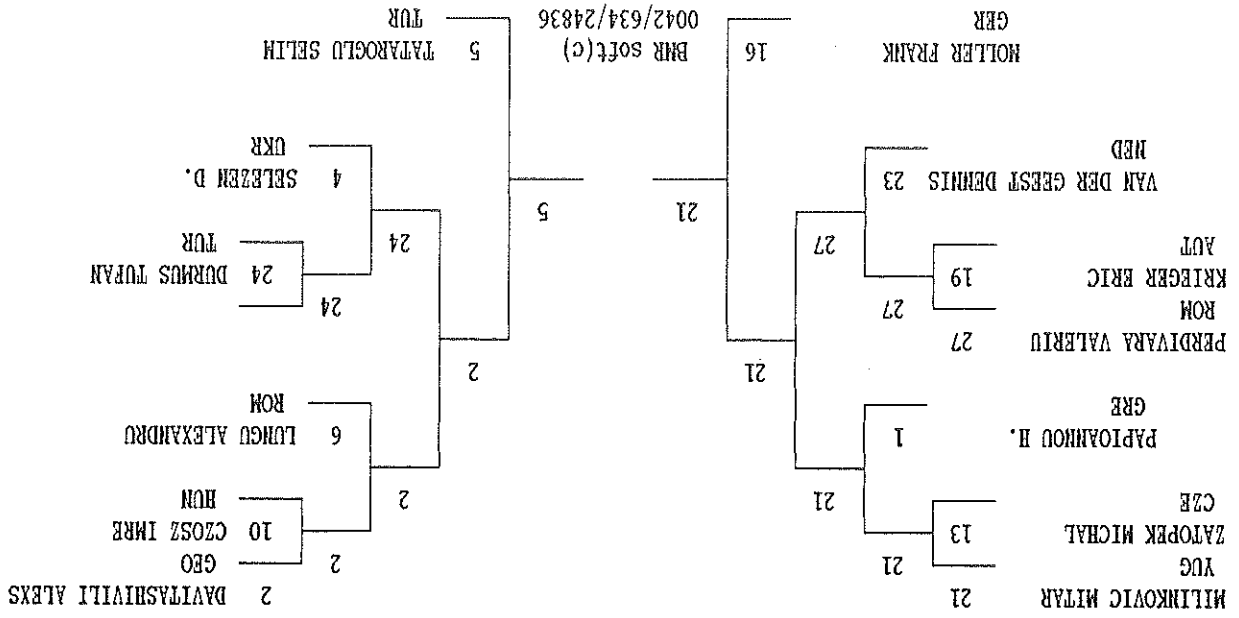 MILINKOVIC MITAR 21
YUG
21
ZATOPEK MICHAL 13
CZE
21
PAPIOANNOU H. 1
GRE
21
PERDIVARA VALERIU 27
ROM
27
KRIEGER ERIC 19
AUT
27
VAN DER GEEST DENNIS 23
NED
21
MOLLER FRANK 16
GER
BMR soft(c)
0042/634/24836
2 DAVITASHIVILI ALEXS
GEO
2
10 CZOSZ IMRE
HUN
2
6 LUNGU ALEXANDRU
ROM
2
24
24 DURMUS TUFAN
TUR
24
4 SELEZEN D.
UKR
5
5 TATAROGLU SELIM
TUR